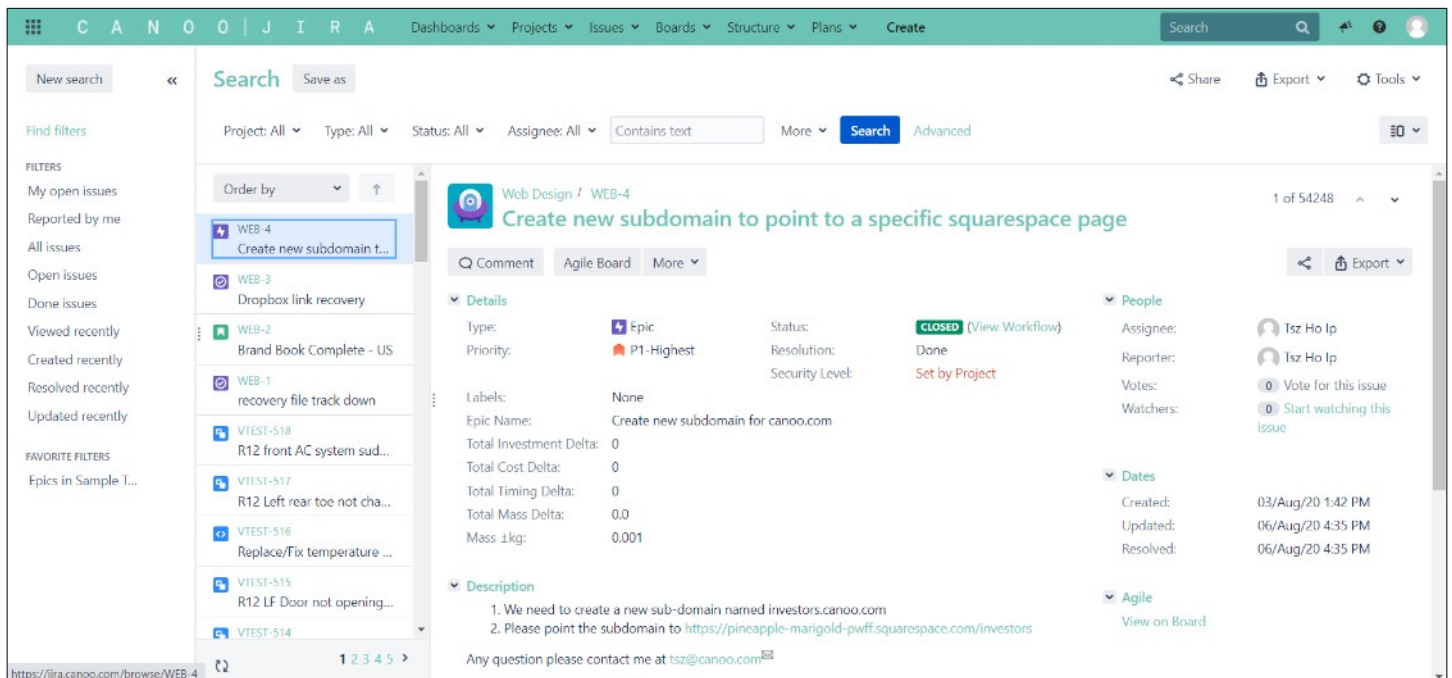 CANOO | JIRA Dashboards Projects Issues Boards Structure Plans Create Search
New search « Search Save as Share Export Tools
Find filters Project: All Type: All Status: All Assignee: All Contains text More Search Advanced
FILTERS
My open issues
Reported by me
All issues
Open issues
Done issues
Viewed recently
Created recently
Resolved recently
Updated recently
FAVORITE FILTERS
Epics in Sample T...
https://jira.canoo.com/browse/WEB-4
Order by
WEB-4
Create new subdomain t...
WEB-3
Dropbox link recovery
WEB-2
Brand Book Complete - US
WEB-1
recovery file track down
VTEST-518
R12 front AC system sud...
VTEST-517
R12 Left rear toe not cha...
VTEST-516
Replace/Fix temperature ...
VTEST-515
R12 LF Door not opening...
VTEST-514
1 2 3 4 5 >
Web Design / WEB-4
Create new subdomain to point to a specific squarespace page
1 of 54248
Comment Agile Board More Export
Details
Type: Epic Status: CLOSED (View Workflow)
Priority: P1-Highest Resolution: Done
Security Level: Set by Project
Labels: None
Epic Name: Create new subdomain for canoo.com
Total Investment Delta: 0
Total Cost Delta: 0
Total Timing Delta: 0
Total Mass Delta: 0.0
Mass ±kg: 0.001
Description
1. We need to create a new sub-domain named investors.canoo.com
2. Please point the subdomain to https://pineapple-marigold-pwff.squarespace.com/investors
Any question please contact me at tsz@canoo.com
People
Assignee: Tsz Ho Ip
Reporter: Tsz Ho Ip
Votes: 0 Vote for this issue
Watchers: 0 Start watching this
issue
Dates
Created: 03/Aug/20 1:42 PM
Updated: 06/Aug/20 4:35 PM
Resolved: 06/Aug/20 4:35 PM
Agile
View on Board